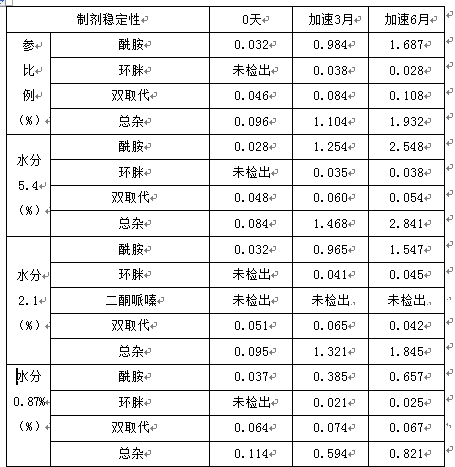 制剂稳定性 0天 加速3月 加速6月
参比例(%) 酰胺 0.032 0.984 1.687
环脒 未检出 0.038 0.028
双取代 0.046 0.084 0.108
总杂 0.096 1.104 1.932
水分5.4(%) 酰胺 0.028 1.254 2.548
环脒 未检出 0.035 0.038
双取代 0.048 0.060 0.054
总杂 0.084 1.468 2.841
水分2.1(%) 酰胺 0.032 0.965 1.547
环脒 未检出 0.041 0.045
二酮哌嗪 未检出 未检出 未检出
双取代 0.051 0.065 0.042
总杂 0.095 1.321 1.845
水分0.87%(%) 酰胺 0.037 0.385 0.657
环脒 未检出 0.021 0.025
双取代 0.064 0.074 0.067
总杂 0.114 0.594 0.821